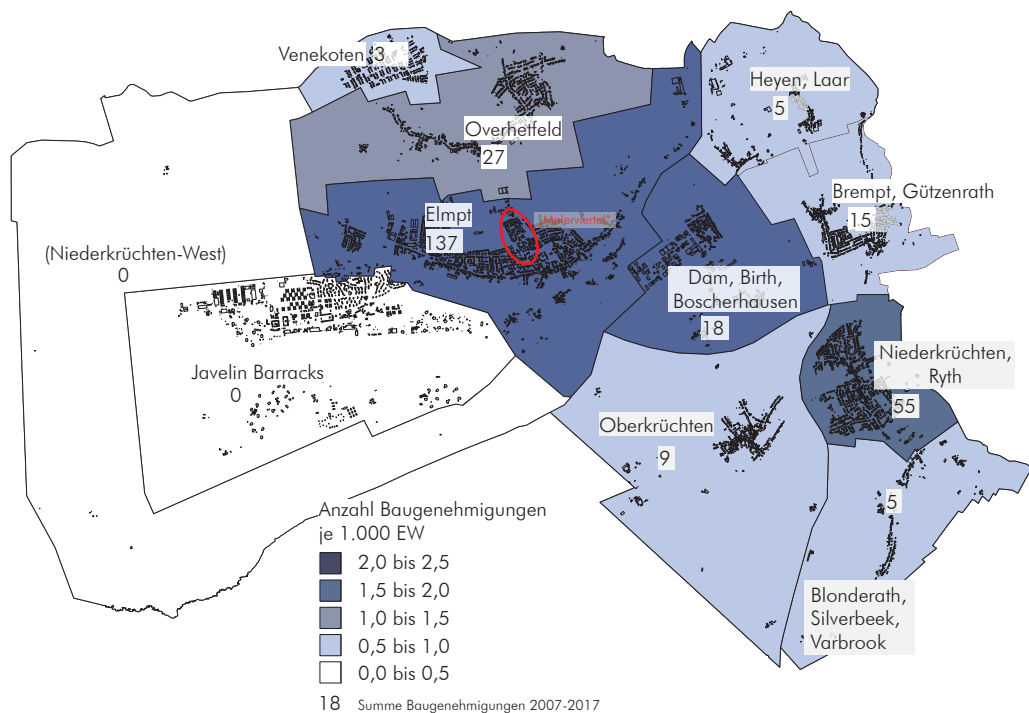 Venekoten 3
Heyen, Laar
5
Overhetfeld
27
Brempt, Gützenrath
15
Elmpt
137
"Malerviertel"
(Niederkrüchten-West)
0
Dam, Birth,
Boscherhausen
18
Javelin Barracks
0
Niederkrüchten,
Ryth
55
Oberkrüchten
9
5
Blonderath,
Silverbeek,
Varbrook
Anzahl Baugenehmigungen
je 1.000 EW
2,0 bis 2,5
1,5 bis 2,0
1,0 bis 1,5
0,5 bis 1,0
0,0 bis 0,5
18 Summe Baugenehmigungen 2007-2017